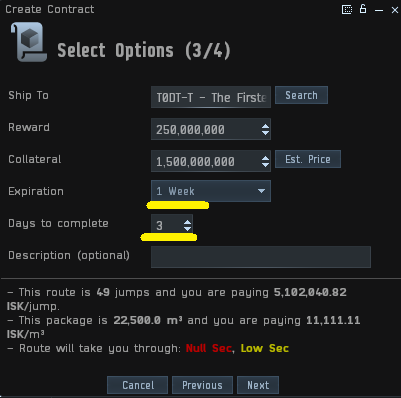 Create Contract
Select Options (3/4)
Ship To T0DT-T - The Firste Search
Reward 250,000,000
Collateral 1,500,000,000 Est. Price
Expiration 1 Week
Days to complete 3
Description (optional)
- This route is 49 jumps and you are paying 5,102,040.82
ISK/jump.
- This package is 22,500.0 m³ and you are paying 11,111.11
ISK/m³
- Route will take you through: Null Sec, Low Sec
Cancel Previous Next